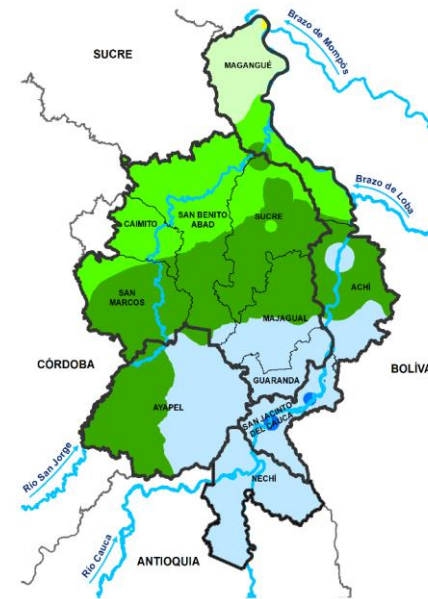 Brazo de Mompós
SUCRE
MAGANGUÉ
Brazo de Loba
CAIMITO
SAN BENITO
ABAD
SUCRE
SAN
MARCOS
ACHÍ
MAJAGUAL
CÓRDOBA
BOLÍVA
GUARANDA
AYAPEL
SAN JACINTO
DEL CAUCA
Río San Jorge
NECHÍ
Río Cauca
ANTIOQUIA